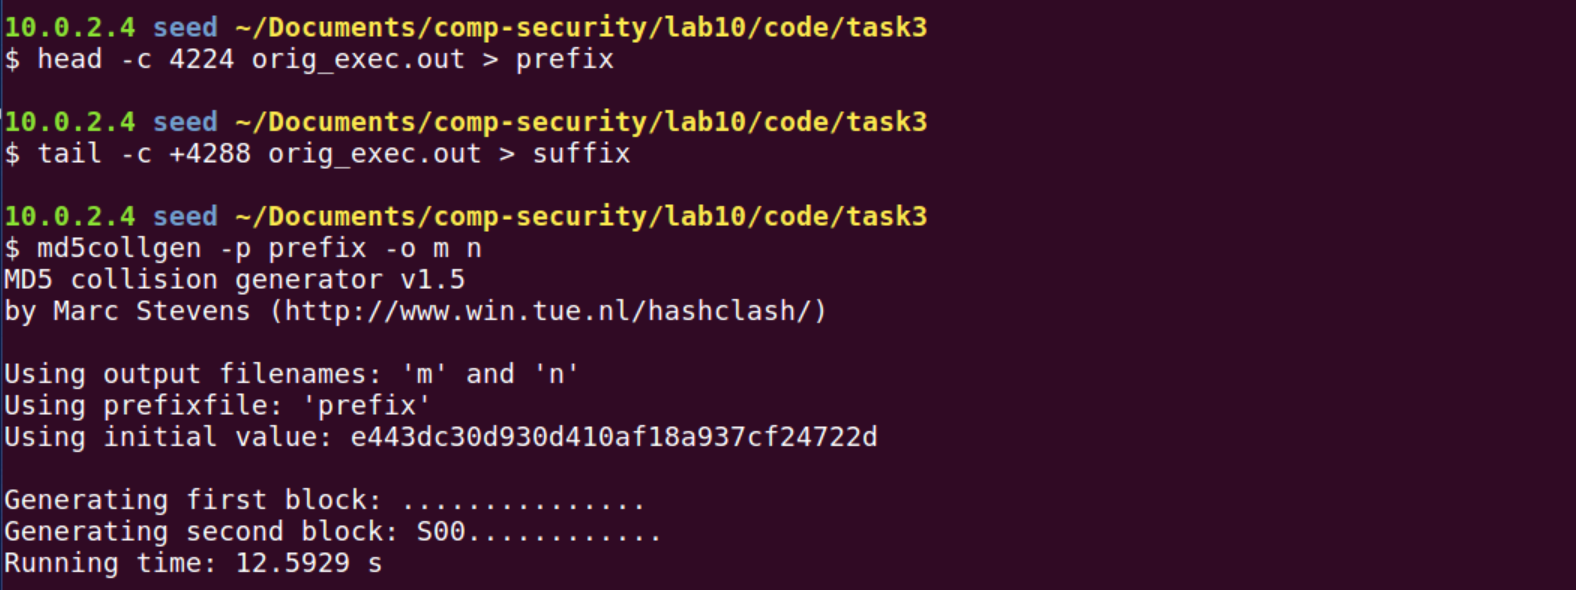 10.0.2.4 seed ~/Documents/comp-security/lab10/code/task3
$ head -c 4224 orig_exec.out > prefix
10.0.2.4 seed ~/Documents/comp-security/lab10/code/task3
$ tail -c +4288 orig_exec.out > suffix
10.0.2.4 seed ~/Documents/comp-security/lab10/code/task3
$ md5collgen -p prefix -o m n
MD5 collision generator v1.5
by Marc Stevens (http://www.win.tue.nl/hashclash/)
Using output filenames: 'm' and 'n'
Using prefixfile: 'prefix'
Using initial value: e443dc30d930d410af18a937cf24722d
Generating first block: ...............
Generating second block: S00............
Running time: 12.5929 s